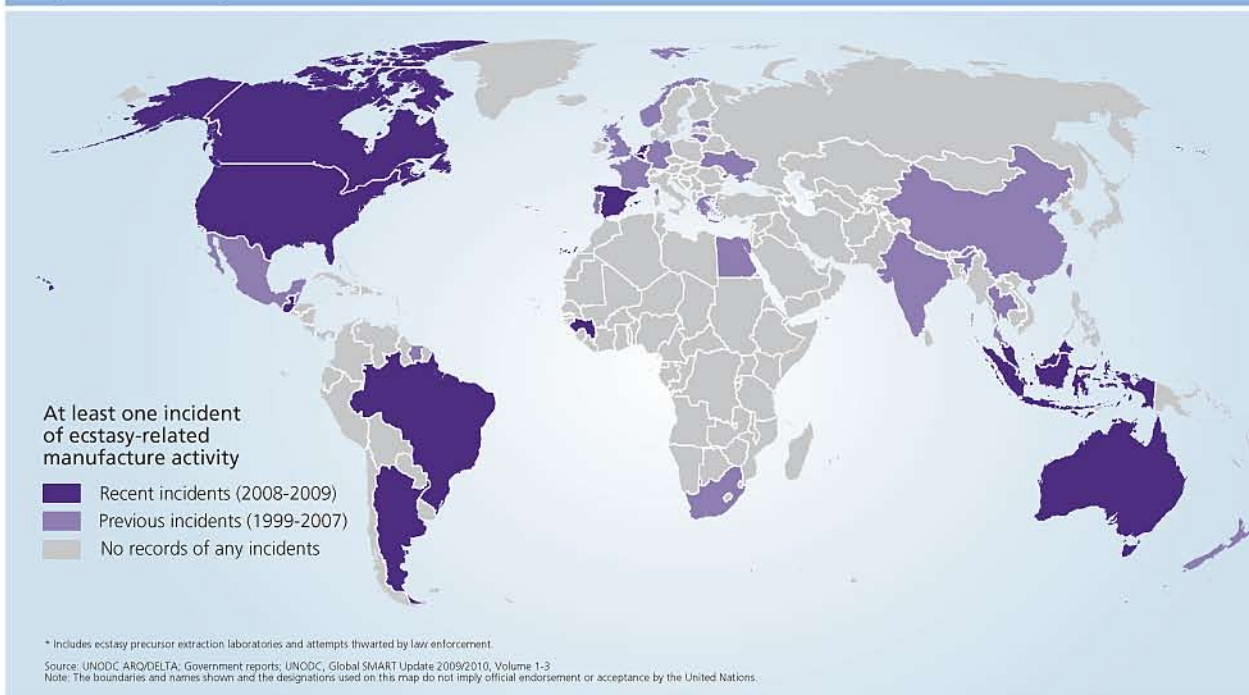 At least one incident
of ecstasy-related
manufacture activity
Recent incidents (2008-2009)
Previous incidents (1999-2007)
No records of any incidents
* Includes ecstasy precursor extraction laboratories and attempts thwarted by law enforcement.
Source: UNODC ARQ/DELTA; Government reports; UNODC, Global SMART Update 2009/2010, Volume 1-3
Note: The boundaries and names shown and the designations used on this map do not imply official endorsement or acceptance by the United Nations.